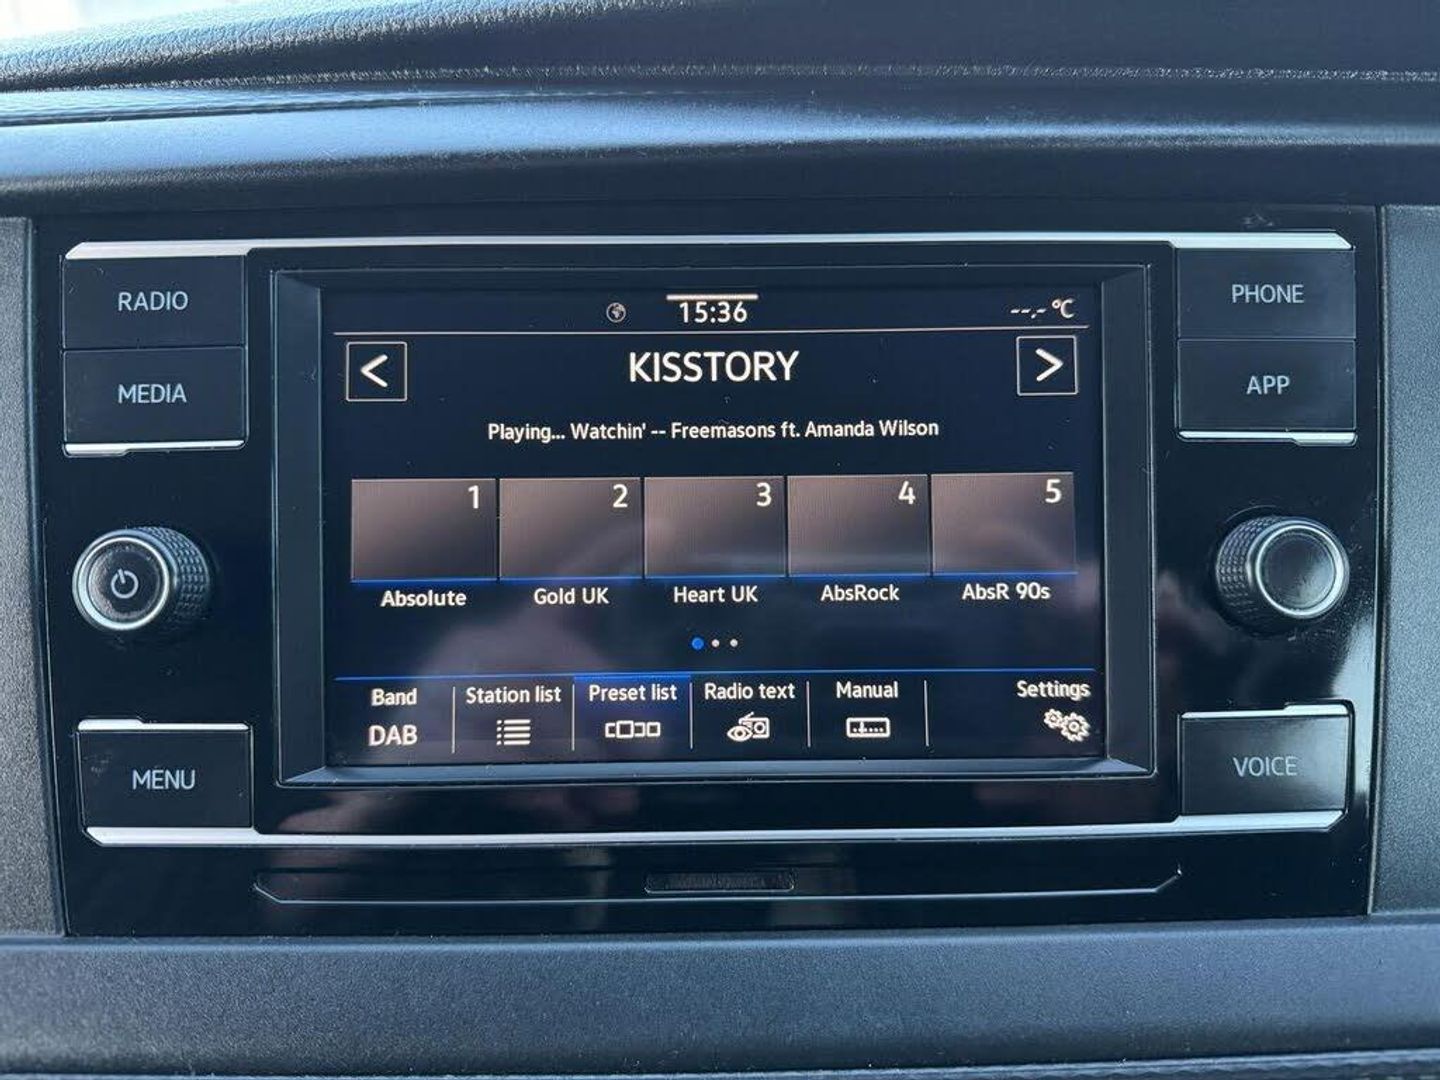 RADIO
MEDIA
MENU
PHONE
APP
VOICE
15:36
--,- °C
<
KISSTORY
>
Playing... Watchin' -- Freemasons ft. Amanda Wilson
1 2 3 4 5
Absolute Gold UK Heart UK AbsRock AbsR 90s
Band Station list Preset list Radio text Manual Settings
DAB